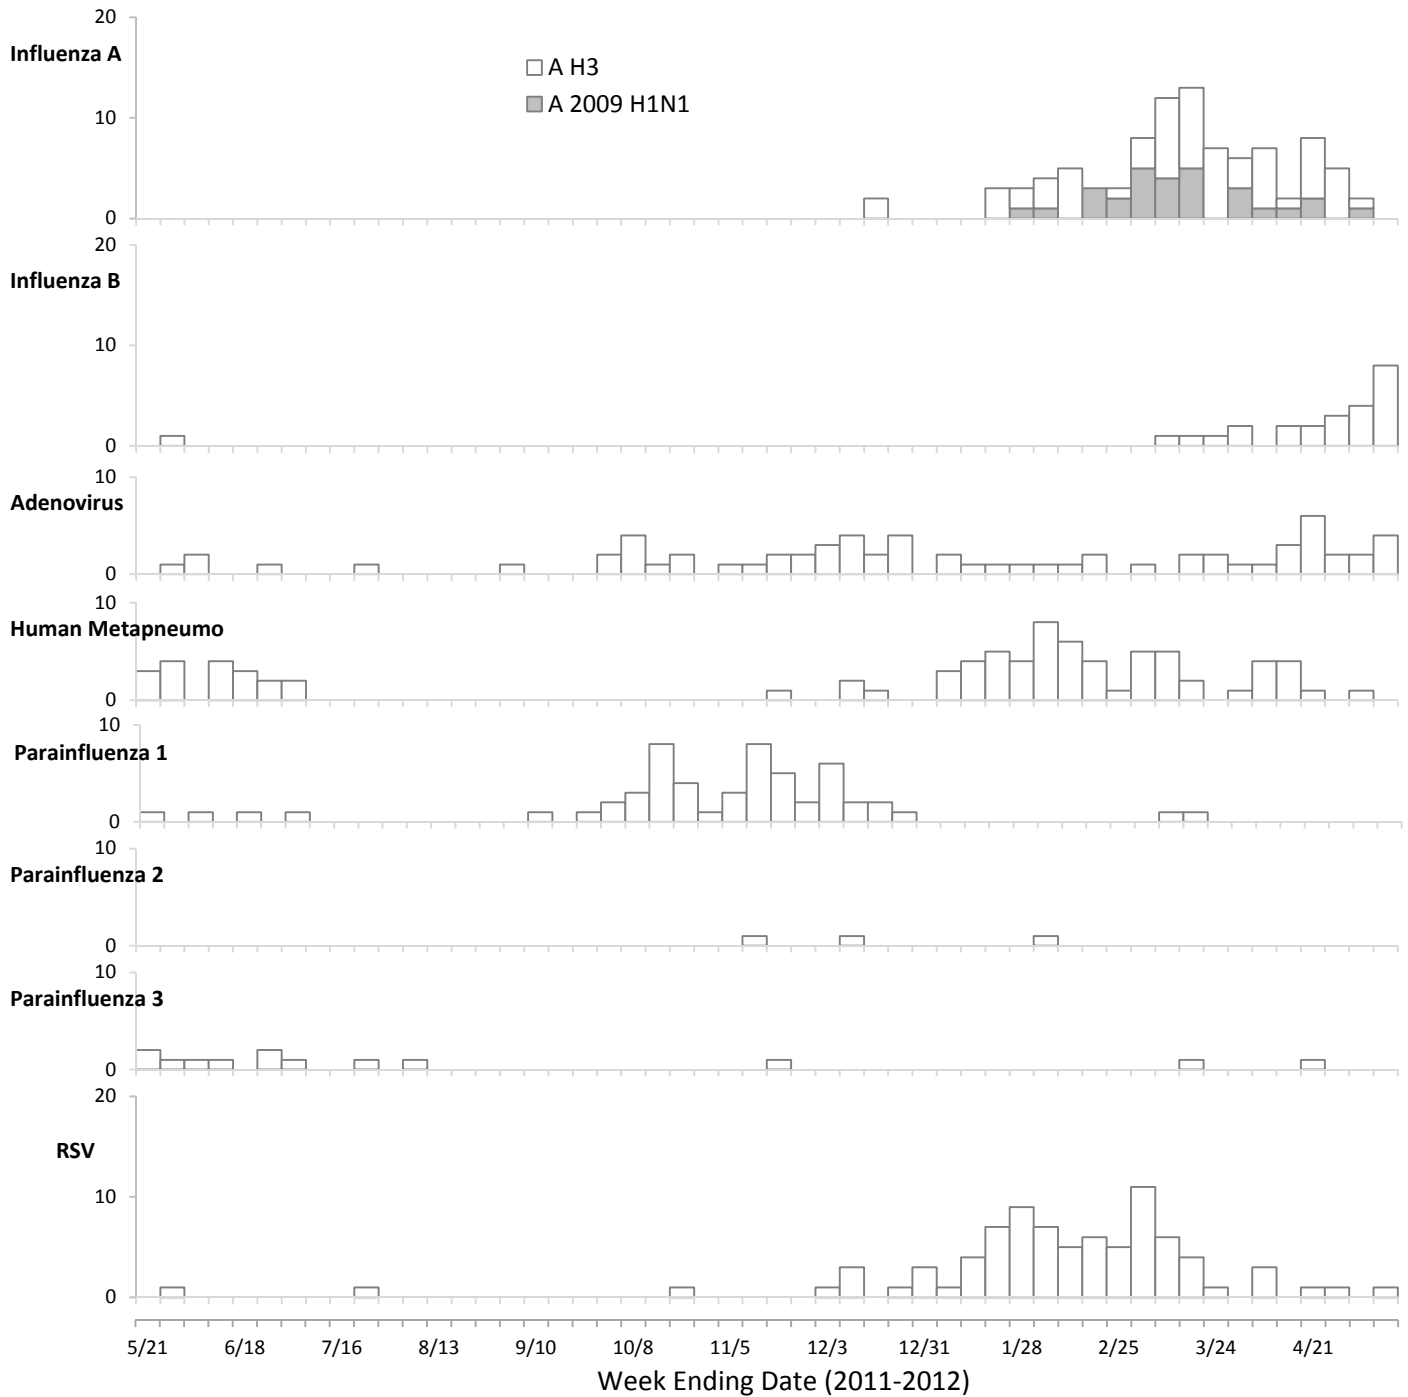 20
Influenza A
A H3
A 2009 H1N1
10
0
20
Influenza B
10
0
10
Adenovirus
0
10
Human Metapneumo
0
10
Parainfluenza 1
0
10
Parainfluenza 2
0
10
Parainfluenza 3
0
20
RSV
10
0
5/21 6/18 7/16 8/13 9/10 10/8 11/5 12/3 12/31 1/28 2/25 3/24 4/21
Week Ending Date (2011-2012)